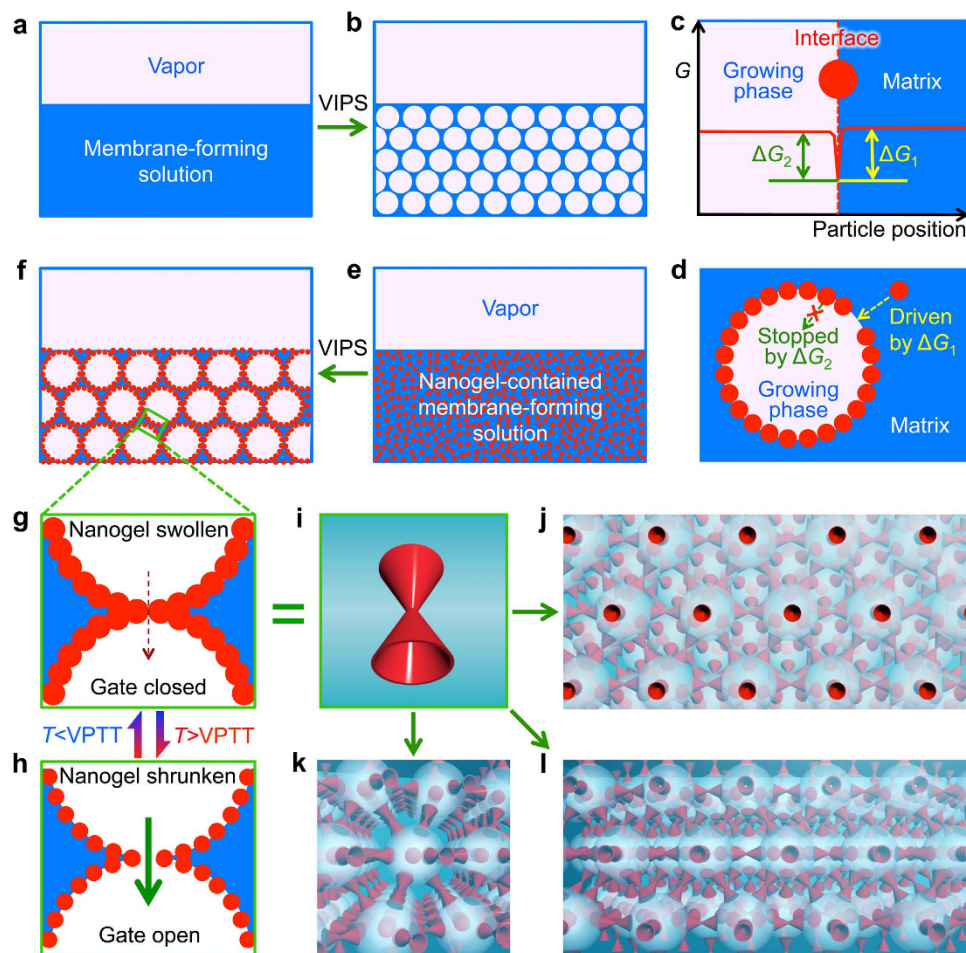 a
Vapor
Membrane-forming
solution
VIPS
b
c
G
Interface
Growing
phase
Matrix
ΔG2
ΔG1
Particle position
f
VIPS
e
Vapor
Nanogel-contained
membrane-forming
solution
d
Stopped
by ΔG2
Driven
by ΔG1
Growing
phase
Matrix
g
Nanogel swollen
Gate closed
=
i
j
T<VPTT
T>VPTT
h
Nanogel shrunken
Gate open
k
l